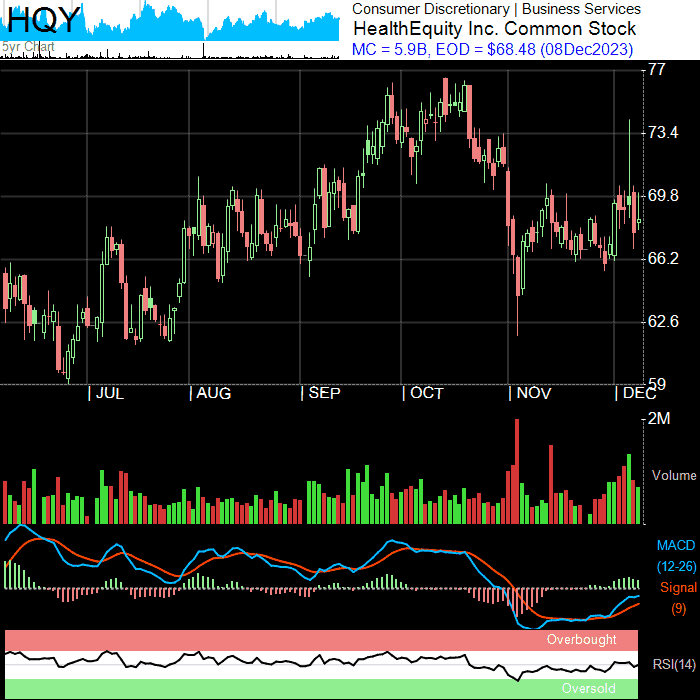 HQY
5yr Chart
Consumer Discretionary | Business Services
HealthEquity Inc. Common Stock
MC = 5.9B, EOD = $68.48 (08Dec2023)
77
73.4
69.8
66.2
62.6
59
| JUL
| AUG
| SEP
| OCT
| NOV
| DEC
2M
Volume
MACD
(12-26)
Signal
(9)
Overbought
RSI(14)
Oversold